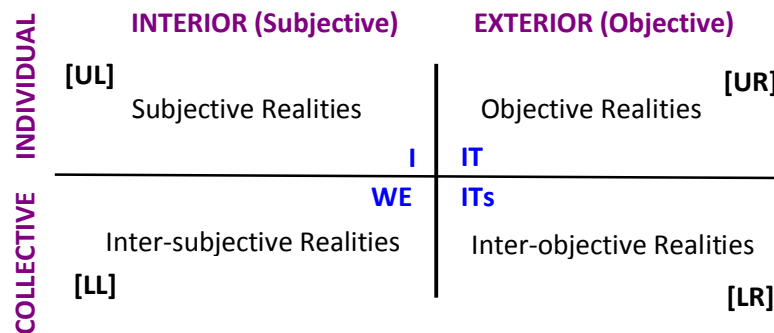 INTERIOR (Subjective) EXTERIOR (Objective)
INDIVIDUAL
[UL] [UR]
Subjective Realities Objective Realities
I IT
COLLECTIVE
WE ITs
Inter-subjective Realities Inter-objective Realities
[LL] [LR]